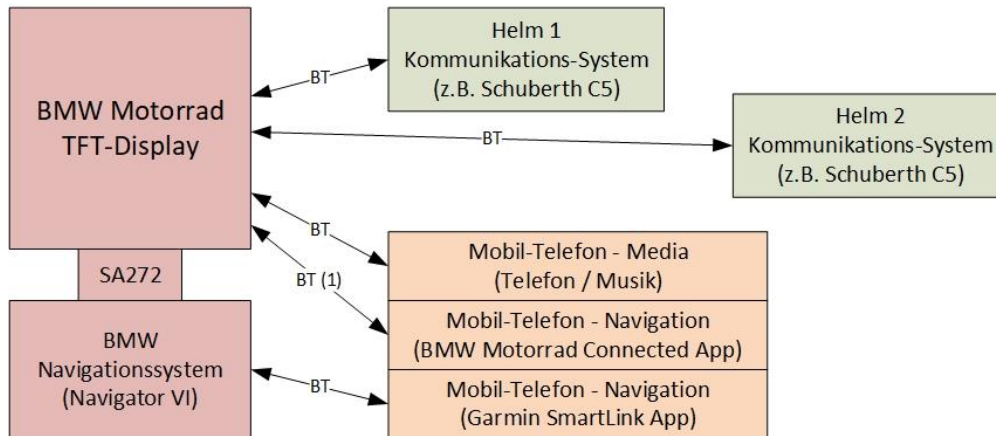 BMW Motorrad
TFT-Display
SA272
BMW
Navigationssystem
(Navigator VI)
BT
Helm 1
Kommunikations-System
(z.B. Schuberth C5)
BT
Helm 2
Kommunikations-System
(z.B. Schuberth C5)
BT
BT (1)
BT
Mobil-Telefon - Media
(Telefon / Musik)
Mobil-Telefon - Navigation
(BMW Motorrad Connected App)
Mobil-Telefon - Navigation
(Garmin SmartLink App)